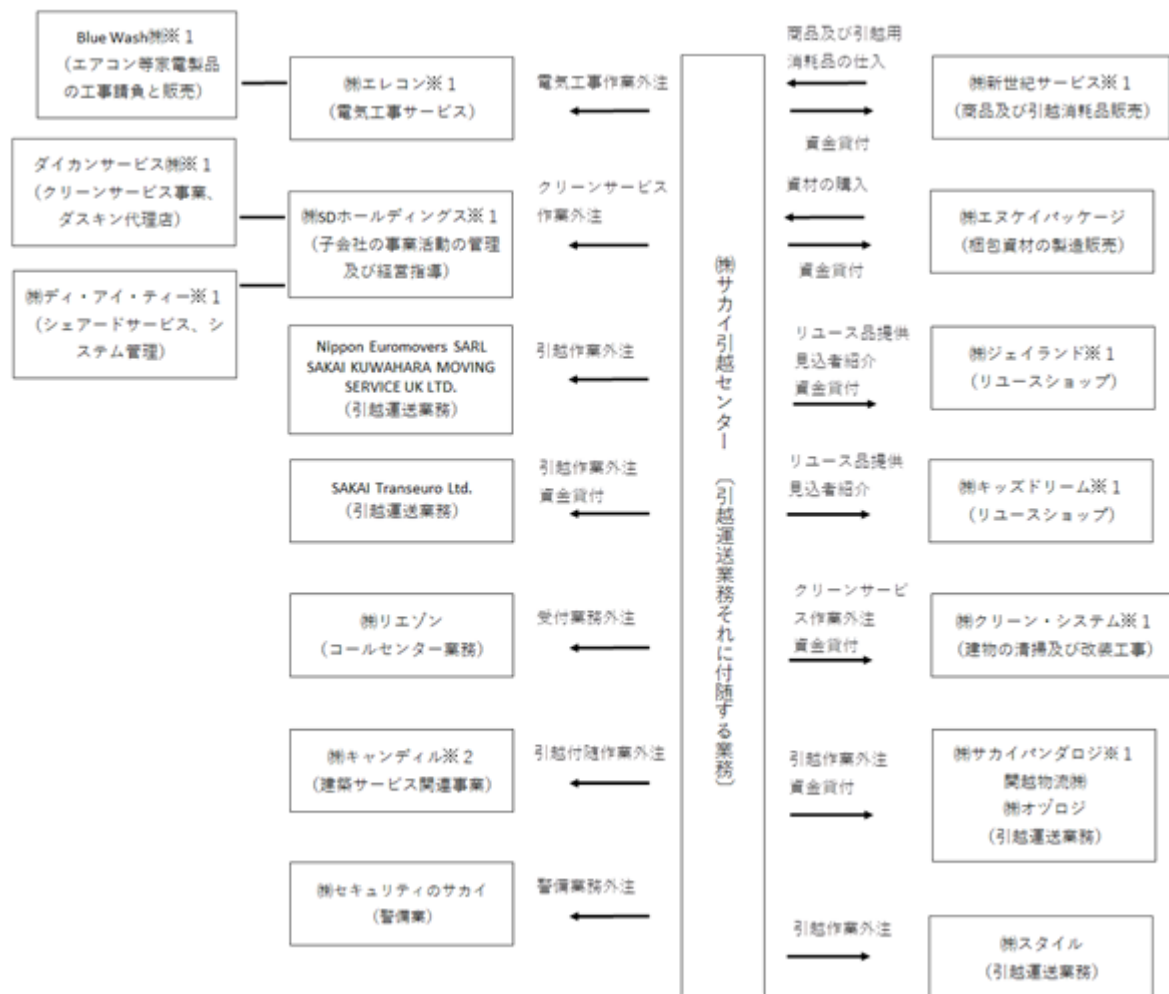 Blue Wash㈱※1
(エアコン等家電製品
の工事請負と販売)
㈱エレコン※1
(電気工事サービス)
電気工事作業外注
ダイカンサービス㈱※1
(クリーンサービス事業、
ダスキン代理店)
㈱SDホールディングス※1
(子会社の事業活動の管理
及び経営指導)
クリーンサービス
作業外注
㈱ディ・アイ・ティー※1
(シェアードサービス、シ
ステム管理)
Nippon Euromovers SARL
SAKAI KUWAHARA MOVING
SERVICE UK LTD.
(引越運送業務)
引越作業外注
SAKAI Transeuro Ltd.
(引越運送業務)
引越作業外注
資金貸付
㈱リエゾン
(コールセンター業務)
受付業務外注
㈱キャンディル※2
(建築サービス関連事業)
引越付随作業外注
㈱セキュリティのサカイ
(警備業)
警備業務外注
㈱サカイ引越センター 〔引越運送業務それに付随する業務〕
商品及び引越用
消耗品の仕入
資金貸付
㈱新世紀サービス※1
(商品及び引越消耗品販売)
資材の購入
資金貸付
㈱エヌケイパッケージ
(梱包資材の製造販売)
リユース品提供
見込者紹介
資金貸付
㈱ジェイランド※1
(リユースショップ)
リユース品提供
見込者紹介
㈱キッズドリーム※1
(リユースショップ)
クリーンサービ
ス作業外注
資金貸付
㈱クリーン・システム※1
(建物の清掃及び改装工事)
引越作業外注
資金貸付
㈱サカイパンダロジ※1
関越物流㈱
㈱オゾロジ
(引越運送業務)
引越作業外注
㈱スタイル
(引越運送業務)